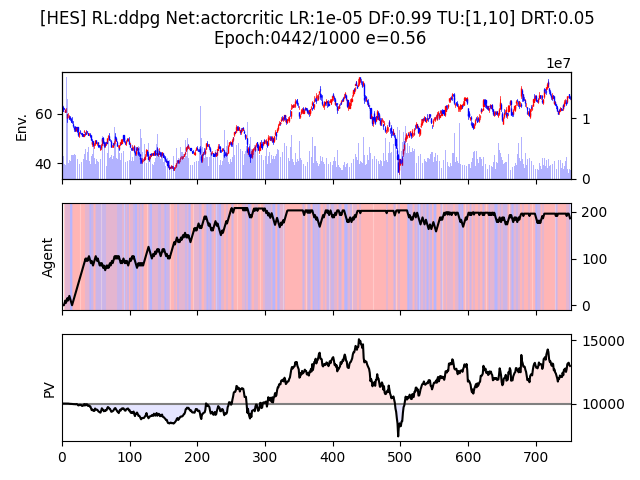 [HES] RL:ddpg Net:actorcritic LR:1e-05 DF:0.99 TU:[1,10] DRT:0.05
Epoch:0442/1000 e=0.56
1e7
Env.
60
40
1
0
Agent
200
100
0
PV
15000
10000
0 100 200 300 400 500 600 700